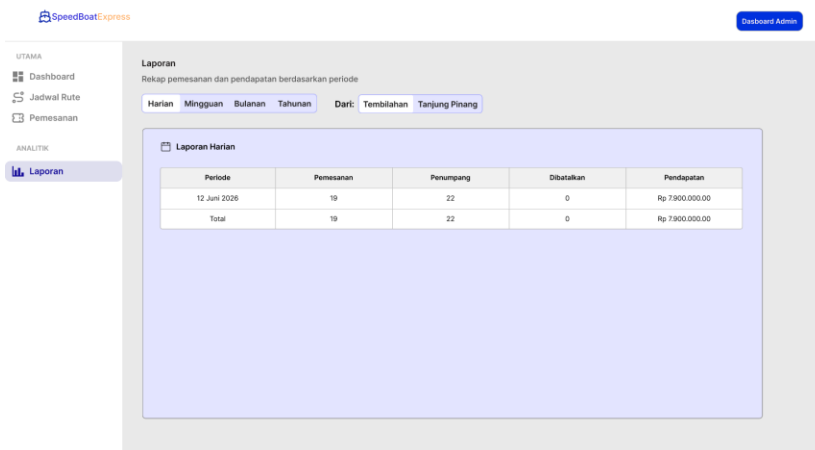 SpeedBoatExpress
Dasboard Admin
UTAMA
Dashboard
Jadwal Rute
Pemesanan
ANALITIK
Laporan
Laporan
Rekap pemesanan dan pendapatan berdasarkan periode
Harian Mingguan Bulanan Tahunan Dari: Tembilahan Tanjung Pinang
Laporan Harian
Periode Pemesanan Penumpang Dibatalkan Pendapatan
12 Juni 2026 19 22 0 Rp 7.900.000.00
Total 19 22 0 Rp 7.900.000.00